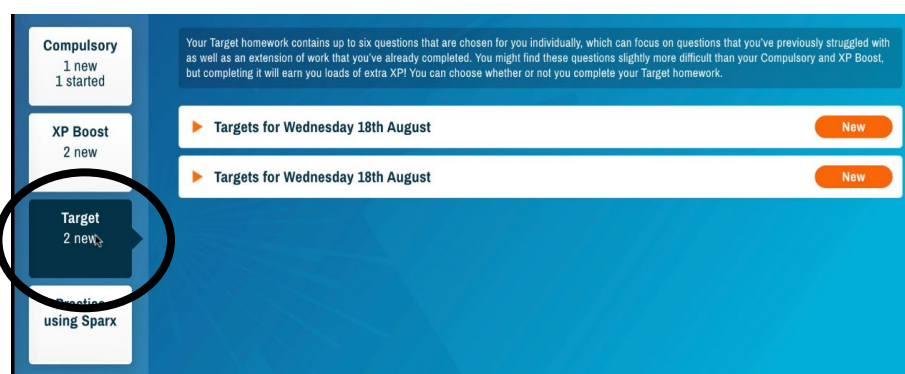 Compulsory
1 new
1 started
XP Boost
2 new
Target
2 new
Practice
using Sparx
Your Target homework contains up to six questions that are chosen for you individually, which can focus on questions that you've previously struggled with
as well as an extension of work that you've already completed. You might find these questions slightly more difficult than your Compulsory and XP Boost,
but completing it will earn you loads of extra XP! You can choose whether or not you complete your Target homework.
Targets for Wednesday 18th August
New
Targets for Wednesday 18th August
New